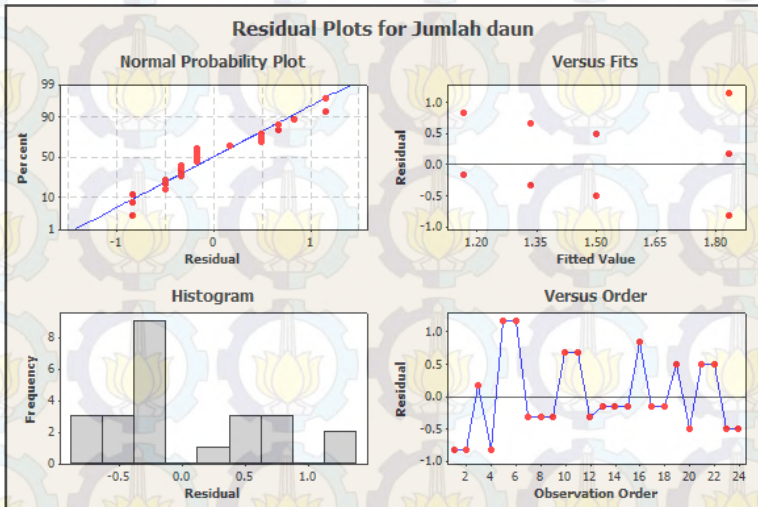 Residual Plots for Jumlah daun
Normal Probability Plot
Percent
99
90
50
10
1
-1
0
1
Residual
Versus Fits
Residual
1.0
0.5
0.0
-0.5
-1.0
1.20
1.35
1.50
1.65
1.80
Fitted Value
Histogram
Frequency
8
6
4
2
0
-0.5
0.0
0.5
1.0
Residual
Versus Order
Residual
1.0
0.5
0.0
-0.5
-1.0
2 4 6 8 10 12 14 16 18 20 22 24
Observation Order